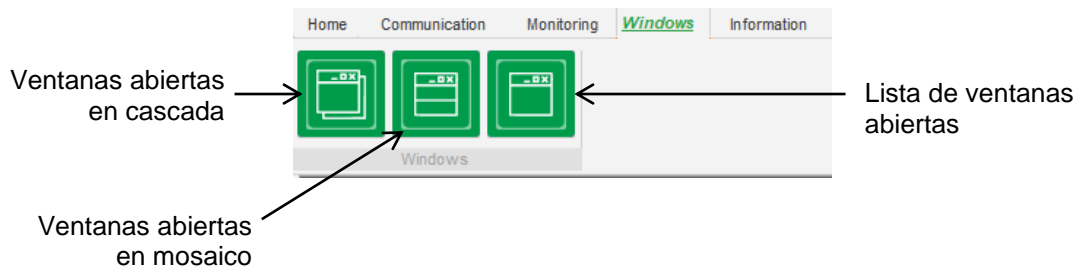 Home Communication Monitoring Windows Information
Ventanas abiertas
en cascada
Lista de ventanas
abiertas
Windows
Ventanas abiertas
en mosaico